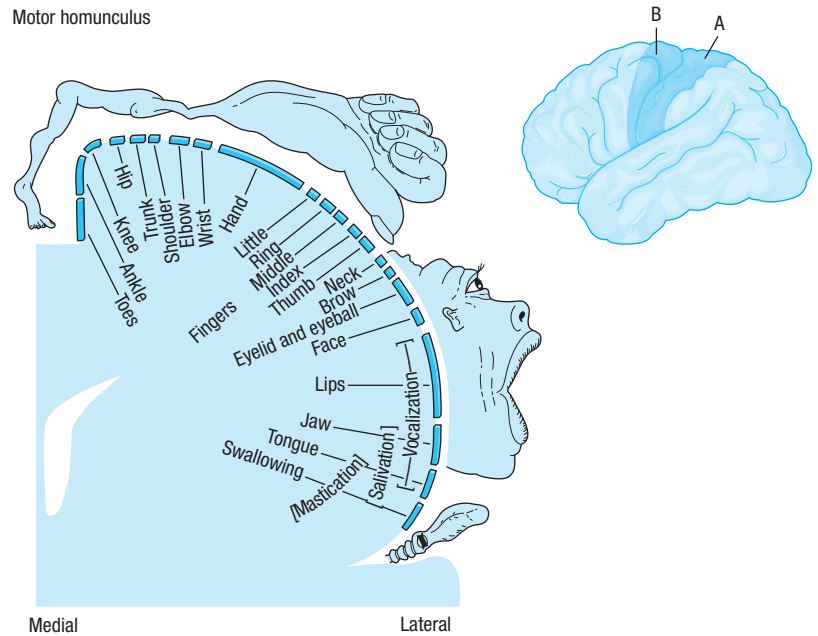 Motor homunculus
B
A
Toes
Ankle
Knee
Hip
Trunk
Shoulder
Elbow
Wrist
Hand
Little
Ring
Middle
Index
Thumb
Fingers
Neck
Brow
Eyelid and eyeball
Face
Lips
Jaw
Tongue
Swallowing
[Mastication]
[Salivation]
[Vocalization]
Medial
Lateral